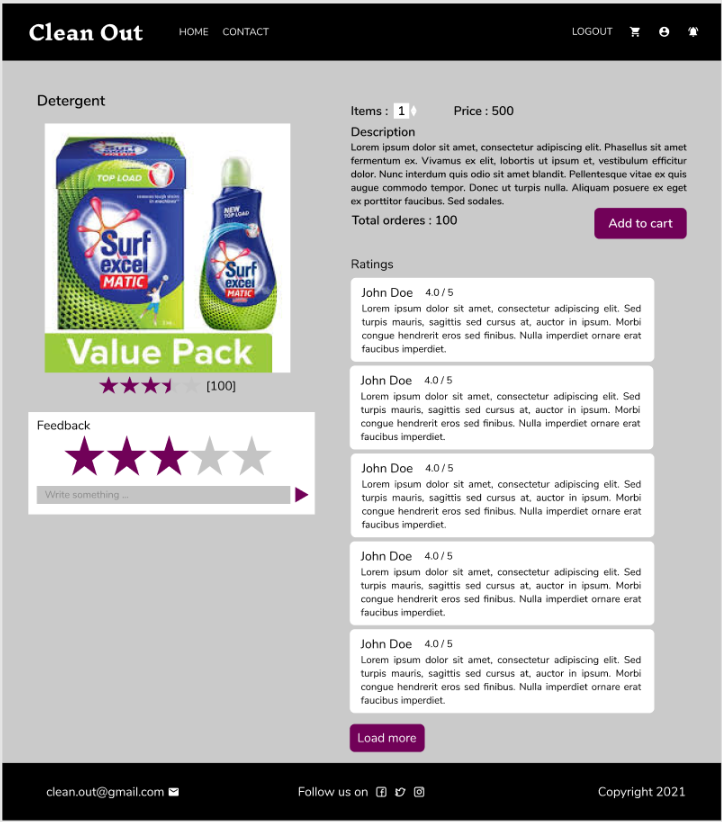 Clean Out
HOME
CONTACT
LOGOUT
Detergent
TOP LOAD
Surf
excel
MATIC
NEW
TOP LOAD
Surf
excel
MATIC
Value Pack
[100]
Feedback
Write something ...
Items : 1
Price : 500
Description
Lorem ipsum dolor sit amet, consectetur adipiscing elit. Phasellus sit amet
fermentum ex. Vivamus ex elit, lobortis ut ipsum et, vestibulum efficitur
dolor. Nunc interdum quis odio sit amet blandit. Pellentesque vitae ex quis
augue commodo tempor. Donec ut turpis nulla. Aliquam posuere ex eget
ex porttitor faucibus. Sed sodales.
Total orderes : 100
Add to cart
Ratings
John Doe 4.0 / 5
Lorem ipsum dolor sit amet, consectetur adipiscing elit. Sed
turpis mauris, sagittis sed cursus at, auctor in ipsum. Morbi
congue hendrerit eros sed finibus. Nulla imperdiet ornare erat
faucibus imperdiet.
John Doe 4.0 / 5
Lorem ipsum dolor sit amet, consectetur adipiscing elit. Sed
turpis mauris, sagittis sed cursus at, auctor in ipsum. Morbi
congue hendrerit eros sed finibus. Nulla imperdiet ornare erat
faucibus imperdiet.
John Doe 4.0 / 5
Lorem ipsum dolor sit amet, consectetur adipiscing elit. Sed
turpis mauris, sagittis sed cursus at, auctor in ipsum. Morbi
congue hendrerit eros sed finibus. Nulla imperdiet ornare erat
faucibus imperdiet.
John Doe 4.0 / 5
Lorem ipsum dolor sit amet, consectetur adipiscing elit. Sed
turpis mauris, sagittis sed cursus at, auctor in ipsum. Morbi
congue hendrerit eros sed finibus. Nulla imperdiet ornare erat
faucibus imperdiet.
John Doe 4.0 / 5
Lorem ipsum dolor sit amet, consectetur adipiscing elit. Sed
turpis mauris, sagittis sed cursus at, auctor in ipsum. Morbi
congue hendrerit eros sed finibus. Nulla imperdiet ornare erat
faucibus imperdiet.
Load more
clean.out@gmail.com
Follow us on
Copyright 2021